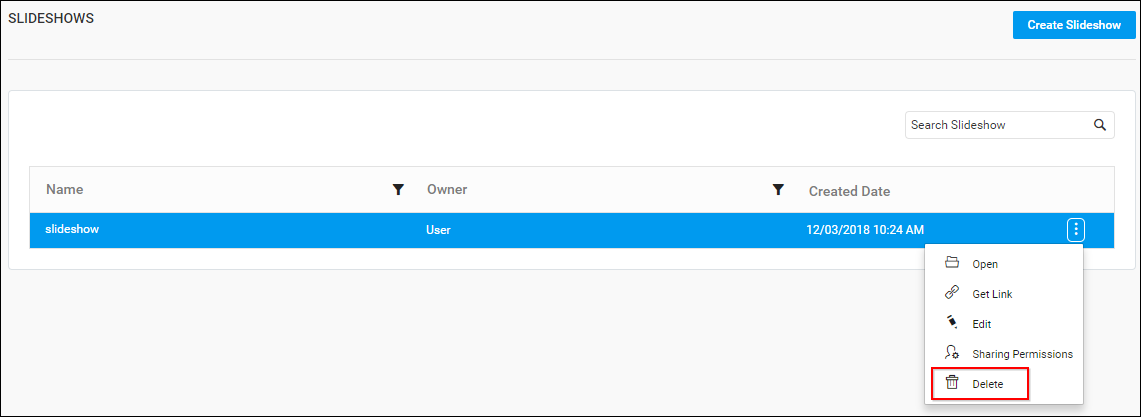 SLIDESHOWS
Create Slideshow
Search Slideshow
Name Owner Created Date
slideshow User 12/03/2018 10:24 AM
Open
Get Link
Edit
Sharing Permissions
Delete